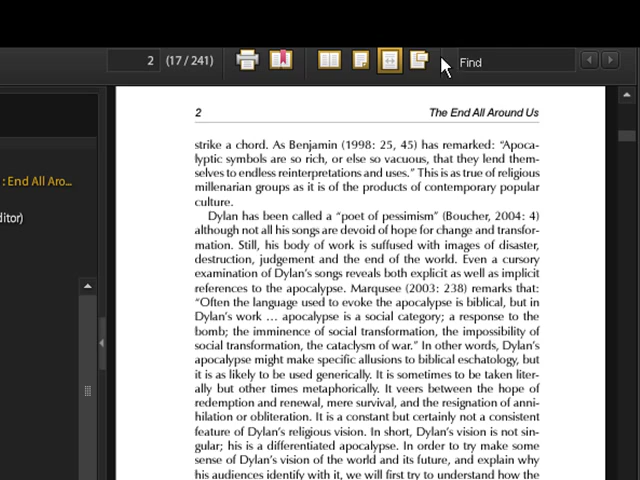 2
(17 / 241)
Find
: End All Aro...
ditor)
2
The End All Around Us
strike a chord. As Benjamin (1998: 25, 45) has remarked: “Apoca-
lyptic symbols are so rich, or else so vacuous, that they lend them-
selves to endless reinterpretations and uses.” This is as true of religious
millenarian groups as it is of the products of contemporary popular
culture.
Dylan has been called a “poet of pessimism” (Boucher, 2004: 4)
although not all his songs are devoid of hope for change and transfor-
mation. Still, his body of work is suffused with images of disaster,
destruction, judgement and the end of the world. Even a cursory
examination of Dylan’s songs reveals both explicit as well as implicit
references to the apocalypse. Marqusee (2003: 238) remarks that:
“Often the language used to evoke the apocalypse is biblical, but in
Dylan’s work … apocalypse is a social category; a response to the
bomb; the imminence of social transformation, the impossibility of
social transformation, the cataclysm of war.” In other words, Dylan’s
apocalypse might make specific allusions to biblical eschatology, but
it is as likely to be used generically. It is sometimes to be taken liter-
ally but other times metaphorically. It veers between the hope of
redemption and renewal, mere survival, and the resignation of anni-
hilation or obliteration. It is a constant but certainly not a consistent
feature of Dylan’s religious vision. In short, Dylan’s vision is not sin-
gular; his is a differentiated apocalypse. In order to try make some
sense of Dylan’s vision of the world and its future, and explain why
his audiences identify with it, we will first try to understand how the